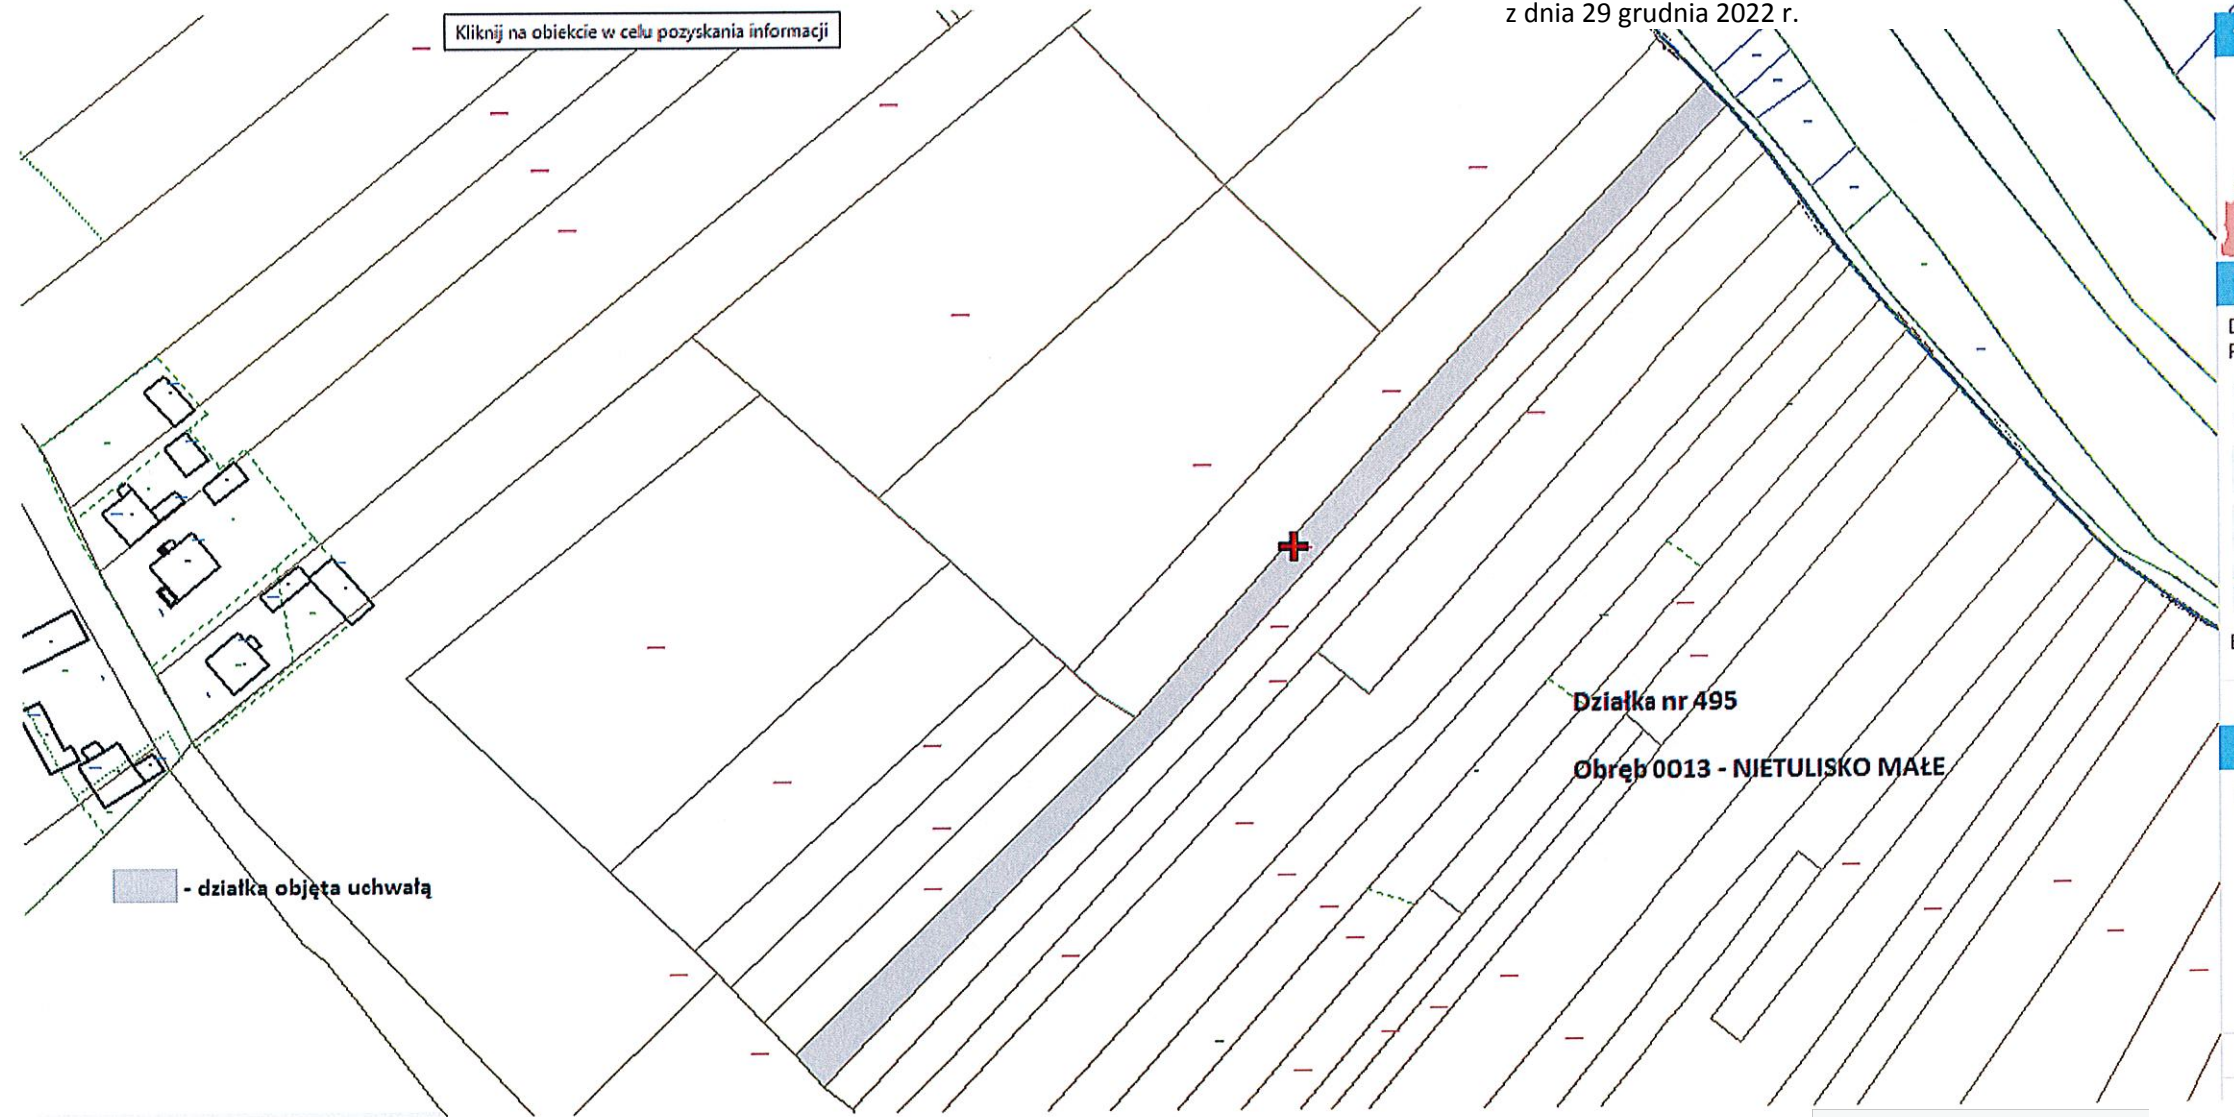 z dnia 29 grudnia 2022 r.
Kliknij na obiekcie w celu pozyskania informacji
Działka nr 495
Obręb 0013 - NIETULISKO MAŁE
- działka objęta uchwałą